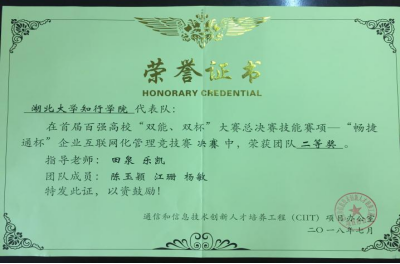 荣誉证书
HONORARY CREDENTIAL
湖北大学知行学院 代表队：
在首届百强高校“双能、双杯”大赛总决赛技能赛项—“畅捷
通杯”企业互联网化管理竞技赛 决赛 中，荣获团队 二等奖 。
指导老师： 田泉 乐凯
团队成员： 陈玉颖 江珊 杨敏
特发此证，以资鼓励！
通信和信息技术创新人才培养工程（CIIT）项目办公室
二〇一八年七月